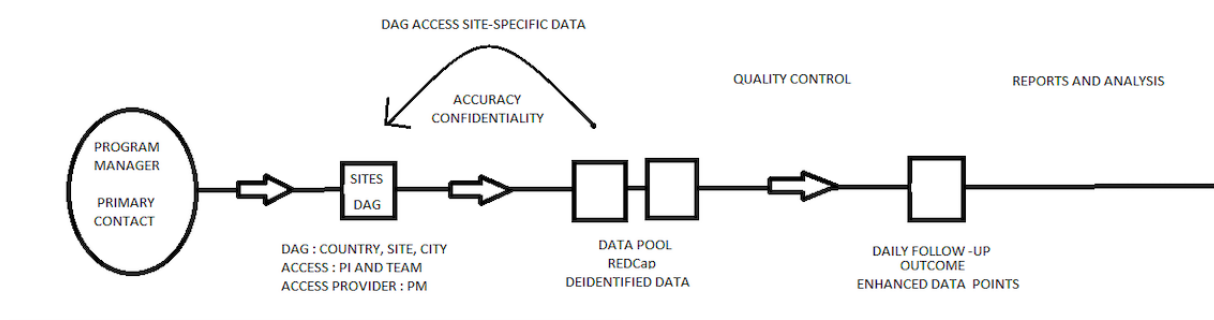 DAG ACCESS SITE-SPECIFIC DATA
QUALITY CONTROL
REPORTS AND ANALYSIS
ACCURACY
CONFIDENTIALITY
PROGRAM
MANAGER
PRIMARY
CONTACT
SITES
DAG
DAG : COUNTRY, SITE, CITY
ACCESS : PI AND TEAM
ACCESS PROVIDER : PM
DATA POOL
REDCap
DEIDENTIFIED DATA
DAILY FOLLOW -UP
OUTCOME
ENHANCED DATA  POINTS